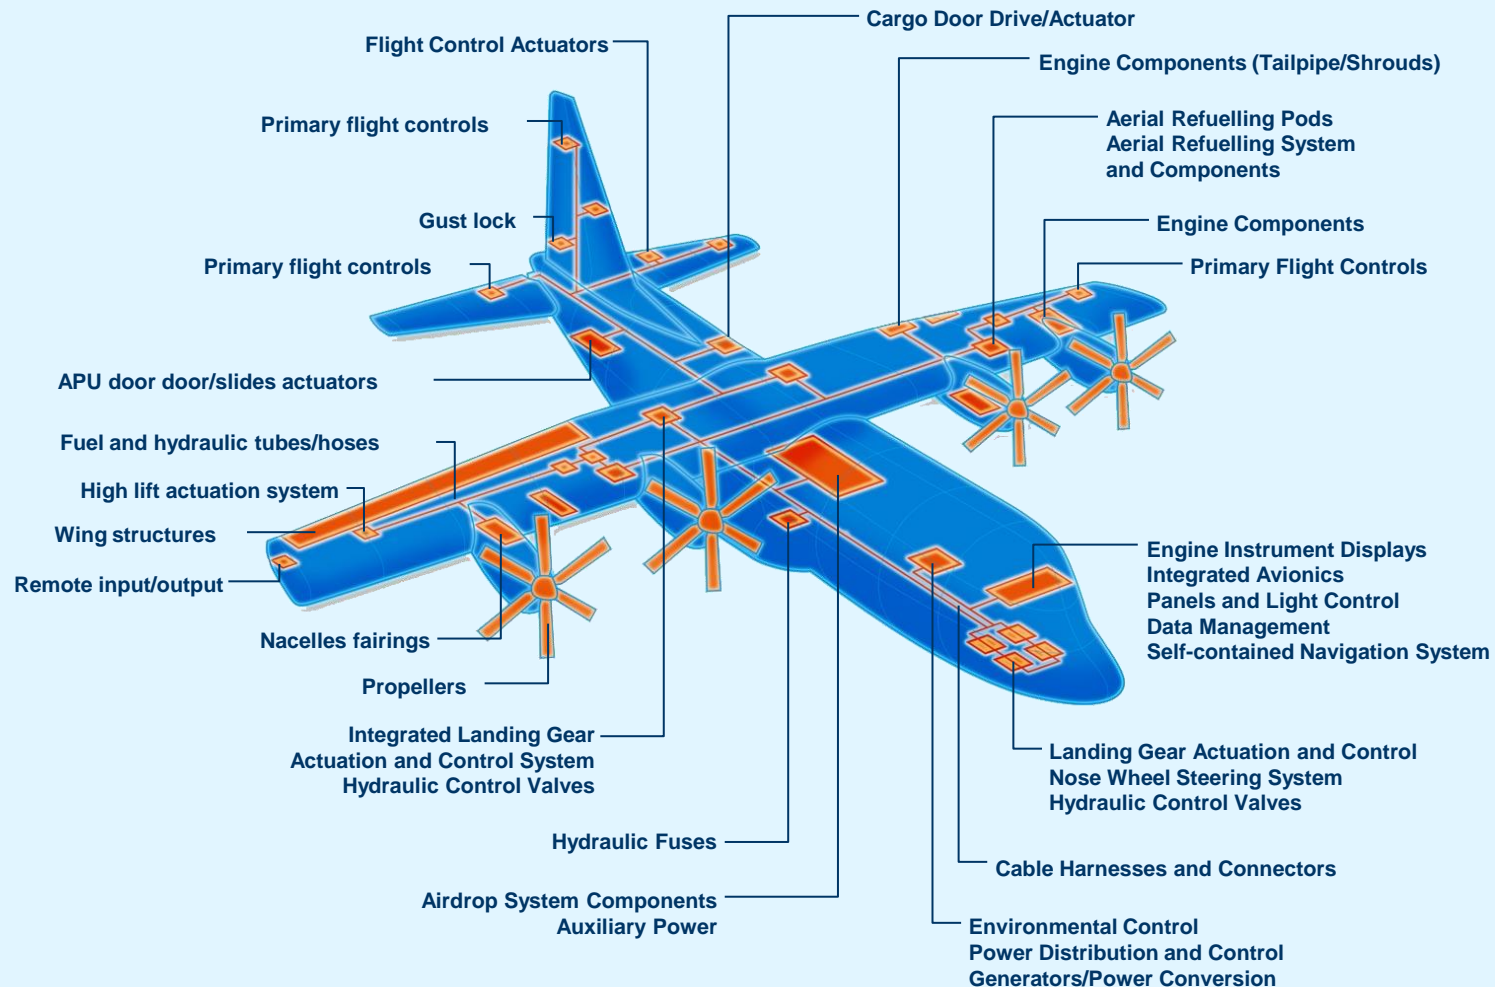 Cargo Door Drive/Actuator
Flight Control Actuators
Engine Components (Tailpipe/Shrouds)
Primary flight controls
Aerial Refuelling Pods
Aerial Refuelling System
and Components
Gust lock
Engine Components
Primary flight controls
Primary Flight Controls
APU door door/slides actuators
Fuel and hydraulic tubes/hoses
High lift actuation system
Wing structures
Remote input/output
Engine Instrument Displays
Integrated Avionics
Panels and Light Control
Data Management
Self-contained Navigation System
Nacelles fairings
Propellers
Integrated Landing Gear
Actuation and Control System
Hydraulic Control Valves
Landing Gear Actuation and Control
Nose Wheel Steering System
Hydraulic Control Valves
Hydraulic Fuses
Cable Harnesses and Connectors
Airdrop System Components
Auxiliary Power
Environmental Control
Power Distribution and Control
Generators/Power Conversion